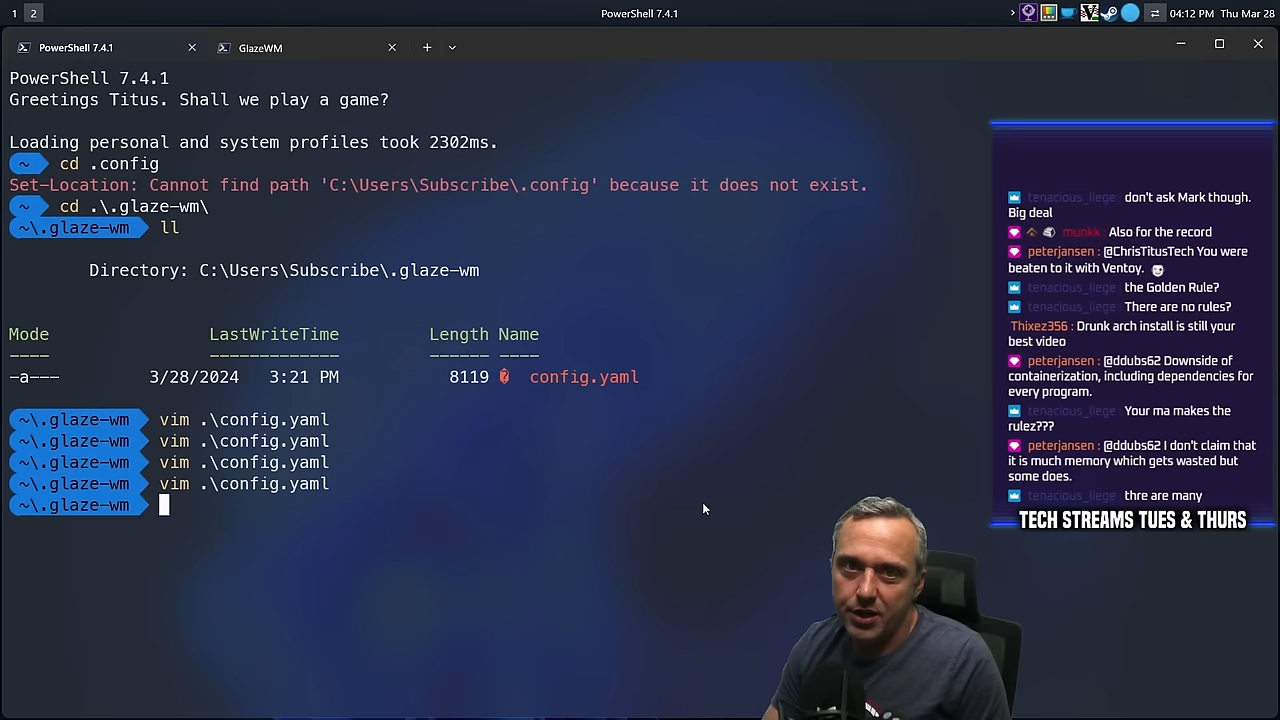 1 2
PowerShell 7.4.1
04:12 PM Thu Mar 28
PowerShell 7.4.1
GlazeWM
PowerShell 7.4.1
Greetings Titus. Shall we play a game?
Loading personal and system profiles took 2302ms.
~ cd .config
Set-Location: Cannot find path 'C:\Users\Subscribe\.config' because it does not exist.
~ cd .\.glaze-wm\
~\.glaze-wm ll
Directory: C:\Users\Subscribe\.glaze-wm
Mode LastWriteTime Length Name
---- ------------- ------ ----
-a--- 3/28/2024 3:21 PM 8119 � config.yaml
~\.glaze-wm vim .\config.yaml
~\.glaze-wm vim .\config.yaml
~\.glaze-wm vim .\config.yaml
~\.glaze-wm vim .\config.yaml
~\.glaze-wm
tenacious_liege don't ask Mark though.
Big deal
munkk Also for the record
peterjansen : @ChrisTitusTech You were
beaten to it with Ventoy.
tenacious_liege the Golden Rule?
tenacious_liege There are no rules?
Thixez356 : Drunk arch install is still your
best video
peterjansen : @ddubs62 Downside of
containerization, including dependencies for
every program.
tenacious_liege Your ma makes the
rulez???
peterjansen : @ddubs62 I don't claim that
it is much memory which gets wasted but
some does.
tenacious_liege thre are many
TECH STREAMS TUES & THURS